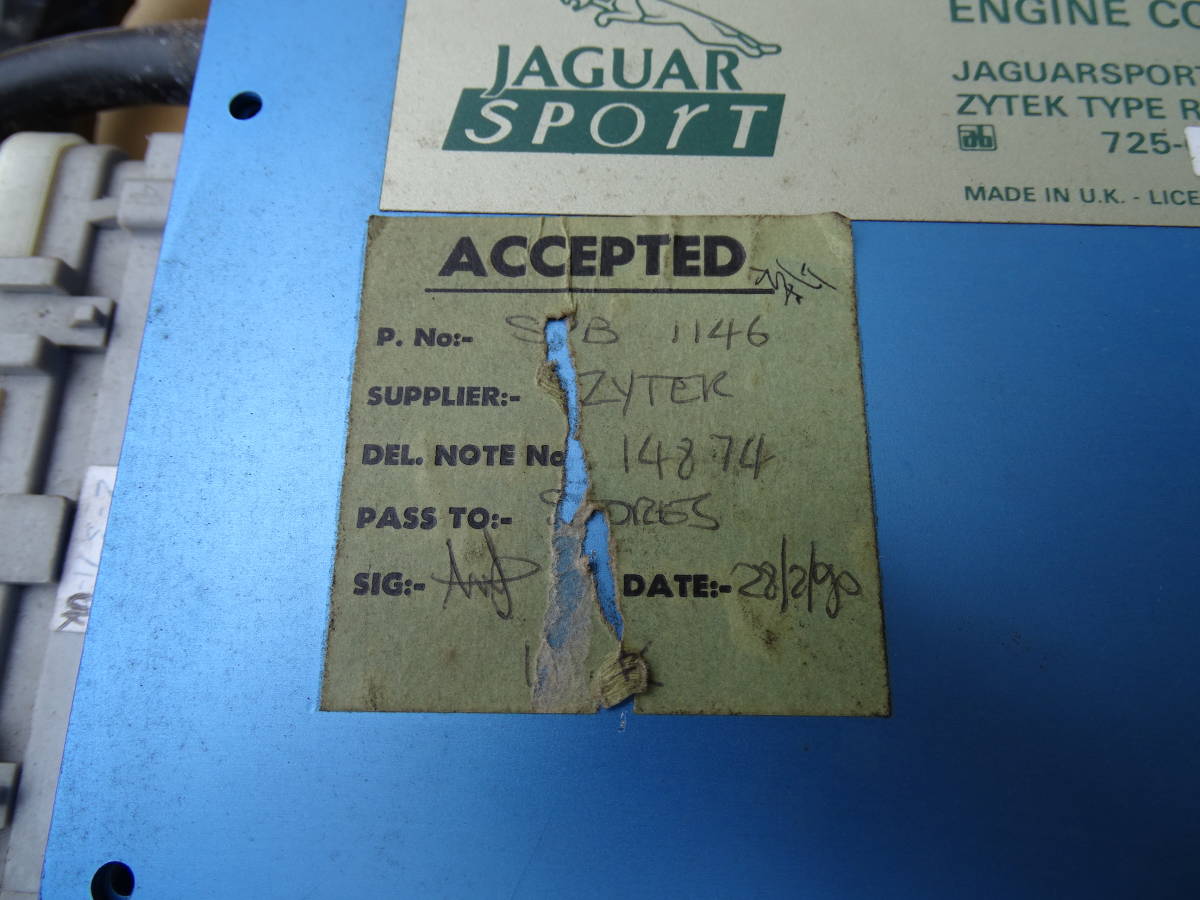 JAGUAR
SPORT
ENGINE CO
JAGUARSPORT
ZYTEK TYPE R
725-
MADE IN U.K. - LICE
ACCEPTED
P. No:- SPB 1146
SUPPLIER:- ZYTEK
DEL. NOTE No 14874
PASS TO:- STORES
SIG:- DATE:- 28/2/90